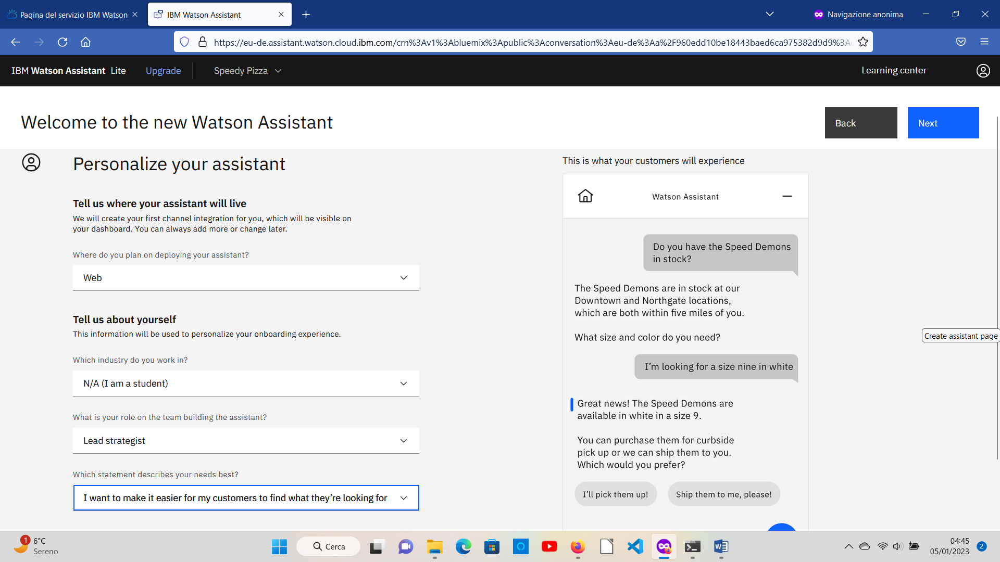 Pagina del servizio IBM Watson
IBM Watson Assistant
Navigazione anonima
https://eu-de.assistant.watson.cloud.ibm.com/crn%3Av1%3Abluemix%3Apublic%3Aconversation%3Aeu-de%3Aa%2F960edd10be18443baed6ca975382d9d9%3A
IBM Watson Assistant Lite
Upgrade
Speedy Pizza
Learning center
Welcome to the new Watson Assistant
Back
Next
Personalize your assistant
Tell us where your assistant will live
We will create your first channel integration for you, which will be visible on
your dashboard. You can always add more or change later.
Where do you plan on deploying your assistant?
Web
Tell us about yourself
This information will be used to personalize your onboarding experience.
Which industry do you work in?
N/A (I am a student)
What is your role on the team building the assistant?
Lead strategist
Which statement describes your needs best?
I want to make it easier for my customers to find what they’re looking for
This is what your customers will experience
Watson Assistant
Do you have the Speed Demons
in stock?
The Speed Demons are in stock at our
Downtown and Northgate locations,
which are both within five miles of you.
What size and color do you need?
I’m looking for a size nine in white
Great news! The Speed Demons are
available in white in a size 9.
You can purchase them for curbside
pick up or we can ship them to you.
Which would you prefer?
I’ll pick them up!
Ship them to me, please!
Create assistant page
1
6°C
Sereno
Cerca
04:45
05/01/2023
2